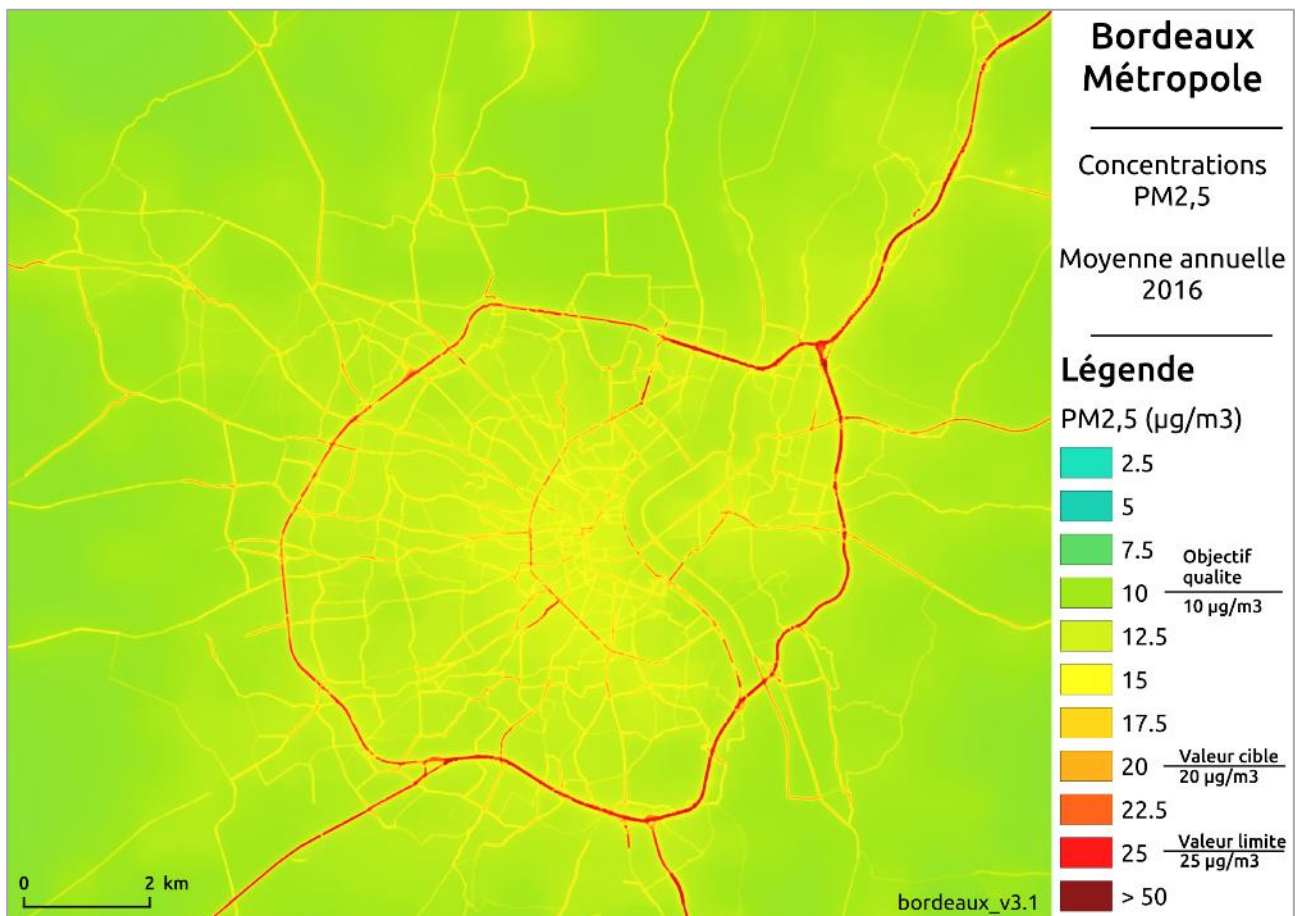 Bordeaux
Métropole
Concentrations
PM2,5
Moyenne annuelle
2016
Légende
PM2,5 (µg/m3)
2.5
5
7.5
10
Objectif
qualite
10 µg/m3
12.5
15
17.5
20
Valeur cible
20 µg/m3
22.5
25
Valeur limite
25 µg/m3
> 50
0 2 km
bordeaux_v3.1